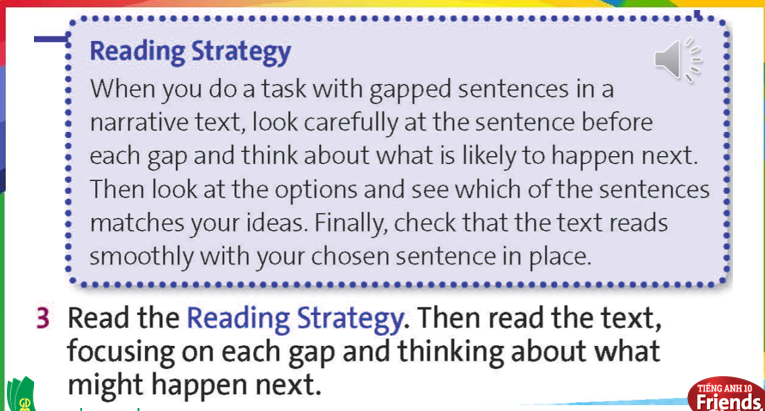 Reading Strategy
When you do a task with gapped sentences in a
narrative text, look carefully at the sentence before
each gap and think about what is likely to happen next.
Then look at the options and see which of the sentences
matches your ideas. Finally, check that the text reads
smoothly with your chosen sentence in place.
3 Read the Reading Strategy. Then read the text,
focusing on each gap and thinking about what
might happen next.
TIẾNG ANH 10
Friends